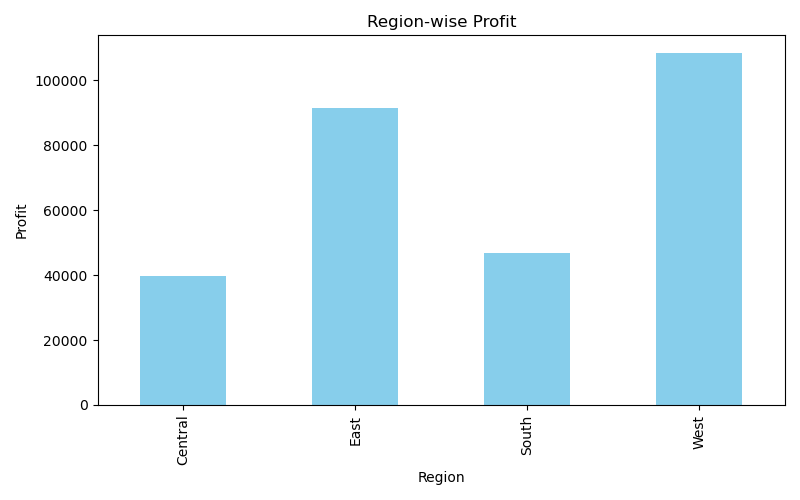 Region-wise Profit
100000
80000
60000
40000
20000
0
Profit
Central
East
South
West
Region